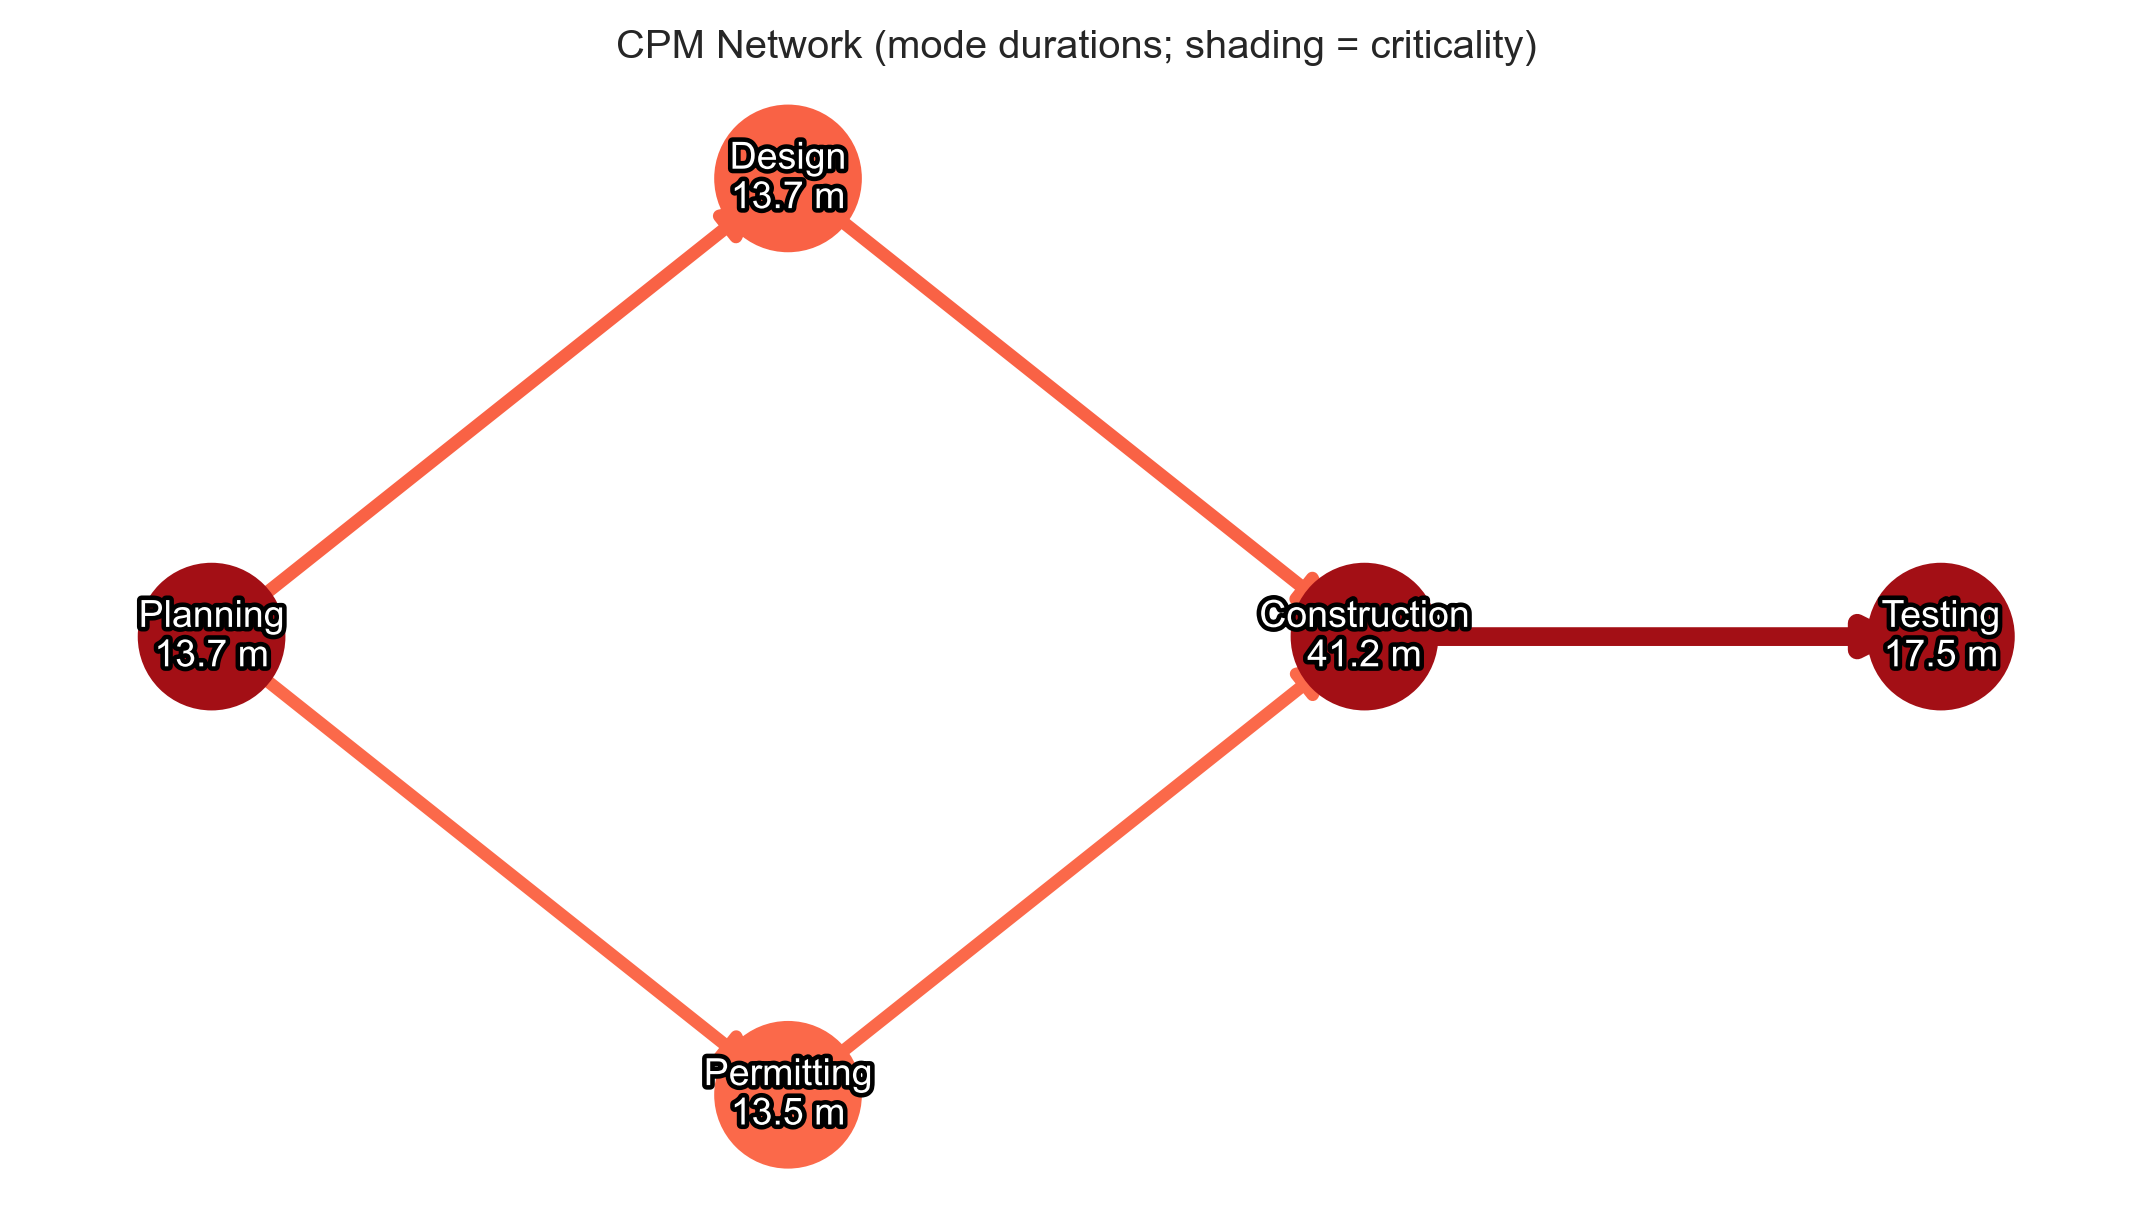 CPM Network (mode durations; shading = criticality)
Design
13.7 m
Planning
13.7 m
Construction
41.2 m
Testing
17.5 m
Permitting
13.5 m